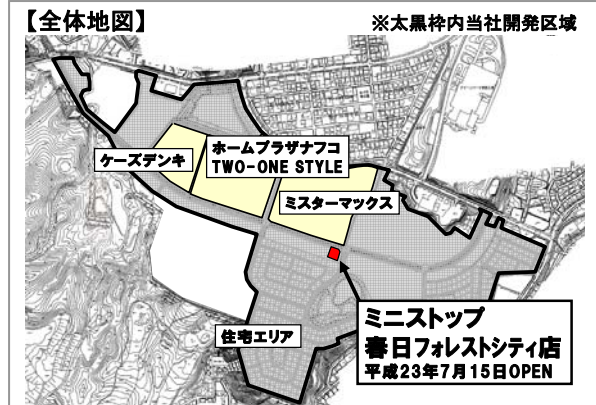 【全体地図】
※太黒枠内当社開発区域
ケーズデンキ
ホームプラザナフコ
TWO-ONE STYLE
ミスターマックス
住宅エリア
ミニストップ
春日フォレストシティ店
平成23年7月15日OPEN